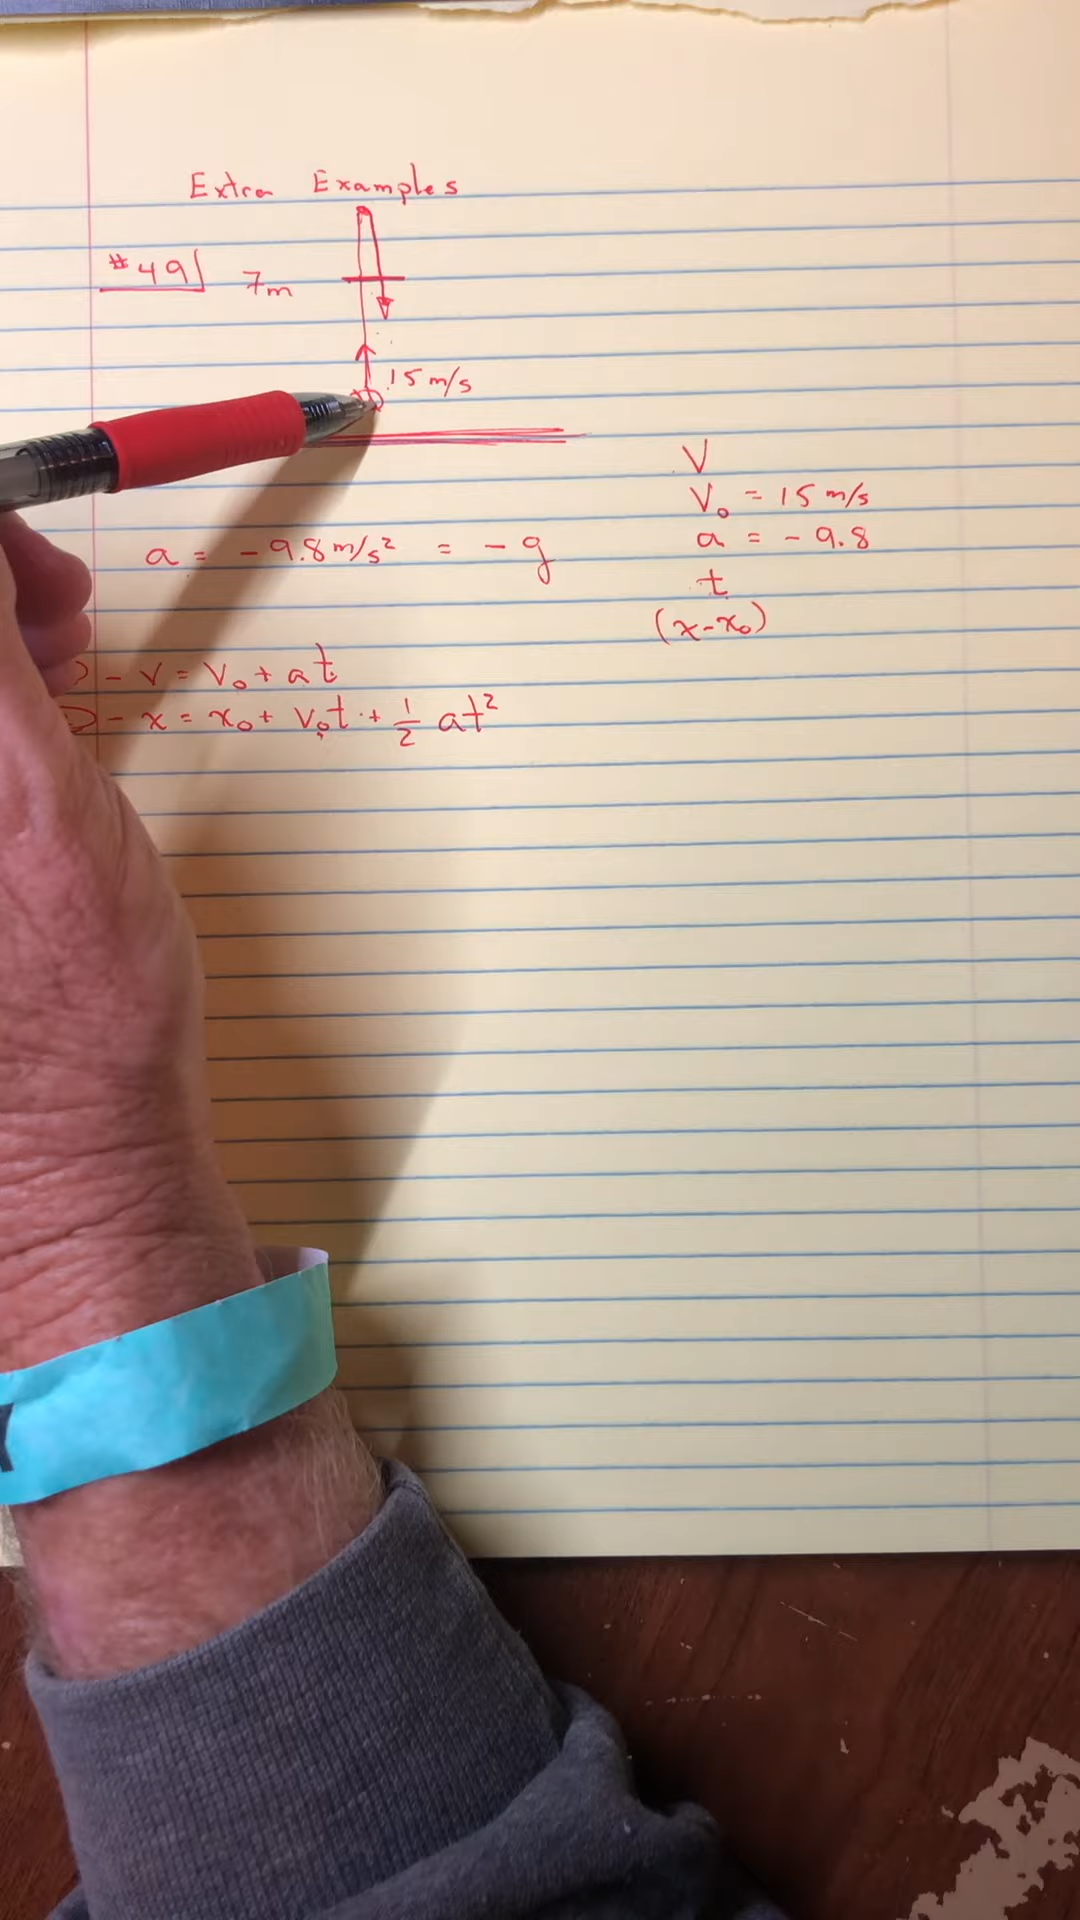 Extra Examples
#49
7m
15 m/s
V
V₀ = 15 m/s
a = -9.8 m/s² = -g
a = -9.8
t
(x-x₀)
- v = v₀ + at
- x = x₀ + v₀t + 1/2 at²